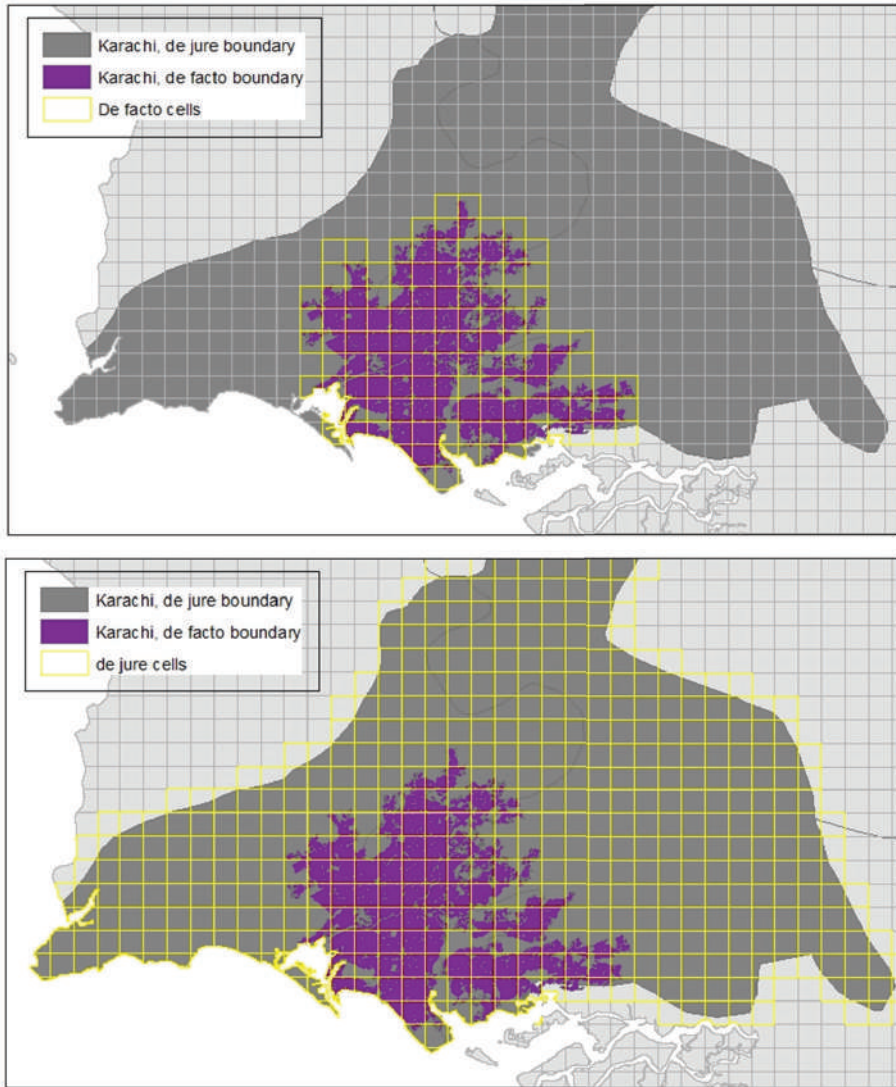 Karachi, de jure boundary
Karachi, de facto boundary
De facto cells
Karachi, de jure boundary
Karachi, de facto boundary
de jure cells